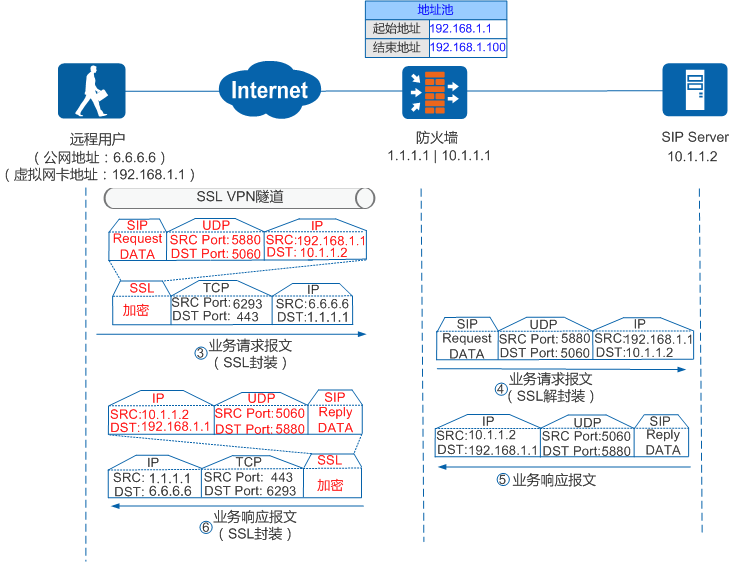 地址池
起始地址 192.168.1.1
结束地址 192.168.1.100
Internet
远程用户
（公网地址：6.6.6.6）
（虚拟网卡地址：192.168.1.1）
防火墙
1.1.1.1 | 10.1.1.1
SIP Server
10.1.1.2
SSL VPN隧道
SIP UDP IP
Request SRC Port:5880 SRC:192.168.1.1
DATA DST Port:5060 DST: 10.1.1.2
SSL TCP IP
加密 SRC Port:6293 SRC:6.6.6.6
DST Port: 443 DST:1.1.1.1
③业务请求报文
（SSL封装）
SIP UDP IP
Request SRC Port:5880 SRC:192.168.1.1
DATA DST Port:5060 DST:10.1.1.2
④业务请求报文
（SSL解封装）
IP UDP SIP
SRC:10.1.1.2 SRC Port:5060 Reply
DST:192.168.1.1 DST Port:5880 DATA
⑤业务响应报文
IP UDP SIP
SRC:10.1.1.2 SRC Port:5060 Reply
DST:192.168.1.1 DST Port:5880 DATA
IP TCP SSL
SRC: 1.1.1.1 SRC Port: 443 加密
DST: 6.6.6.6 DST Port:6293
⑥业务响应报文
（SSL封装）